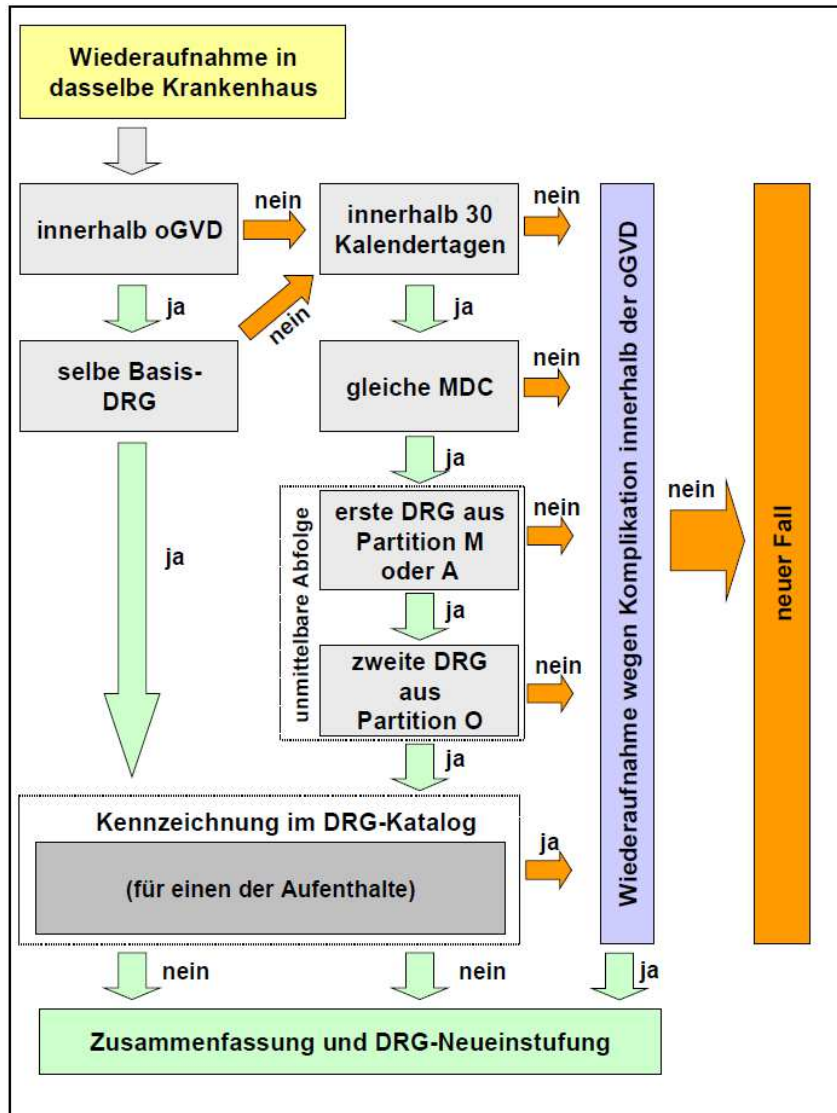 Wiederaufnahme in
dasselbe Krankenhaus
innerhalb oGVD
nein
innerhalb 30
Kalendertagen
nein
ja
nein
ja
selbe Basis-
DRG
gleiche MDC
nein
ja
ja
unmittelbare Abfolge
erste DRG aus
Partition M
oder A
nein
ja
zweite DRG
aus
Partition O
nein
ja
Kennzeichnung im DRG-Katalog
(für einen der Aufenthalte)
ja
nein
nein
Wiederaufnahme wegen Komplikation innerhalb der oGVD
nein
neuer Fall
ja
Zusammenfassung und DRG-Neueinstufung